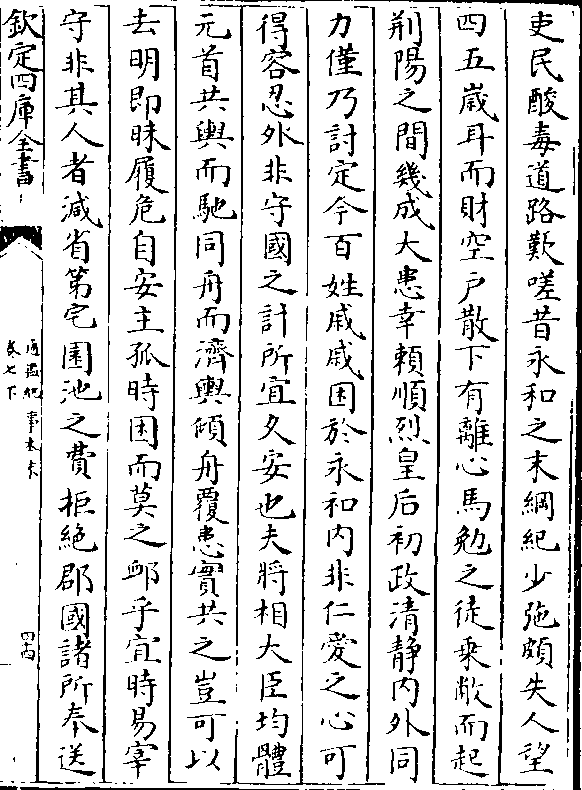 吏民酸毒道路歎嗟昔永和之末綱紀少弛頗失人望
四五嵗耳而財空户散下有離心馬勉之徒乗敝而起
荆陽之間幾成大患幸賴順烈皇后初政清静内外同
力僅乃討定今百姓戚戚困於永和内非仁愛之心可
得容忍外非守國之計所宜久安也夫將相大臣均體
元首共輿而馳同舟而濟輿傾舟覆患實共之豈可以
去明即昧履危自安主孤時困而莫之䘏乎宜時易宰
守非其人者減省第宅園池之費拒絶郡國諸所奉送
欽定四庫全書
通鑑紀事本末
卷七下
四十四